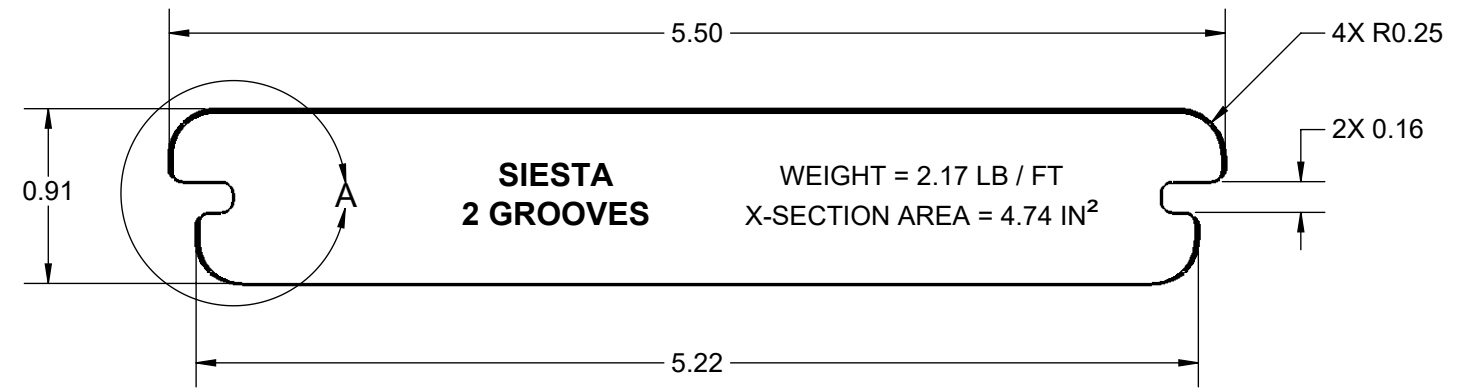 5.50
4X R0.25
2X 0.16
0.91
A
SIESTA
2 GROOVES
WEIGHT = 2.17 LB / FT
X-SECTION AREA = 4.74 IN²
5.22